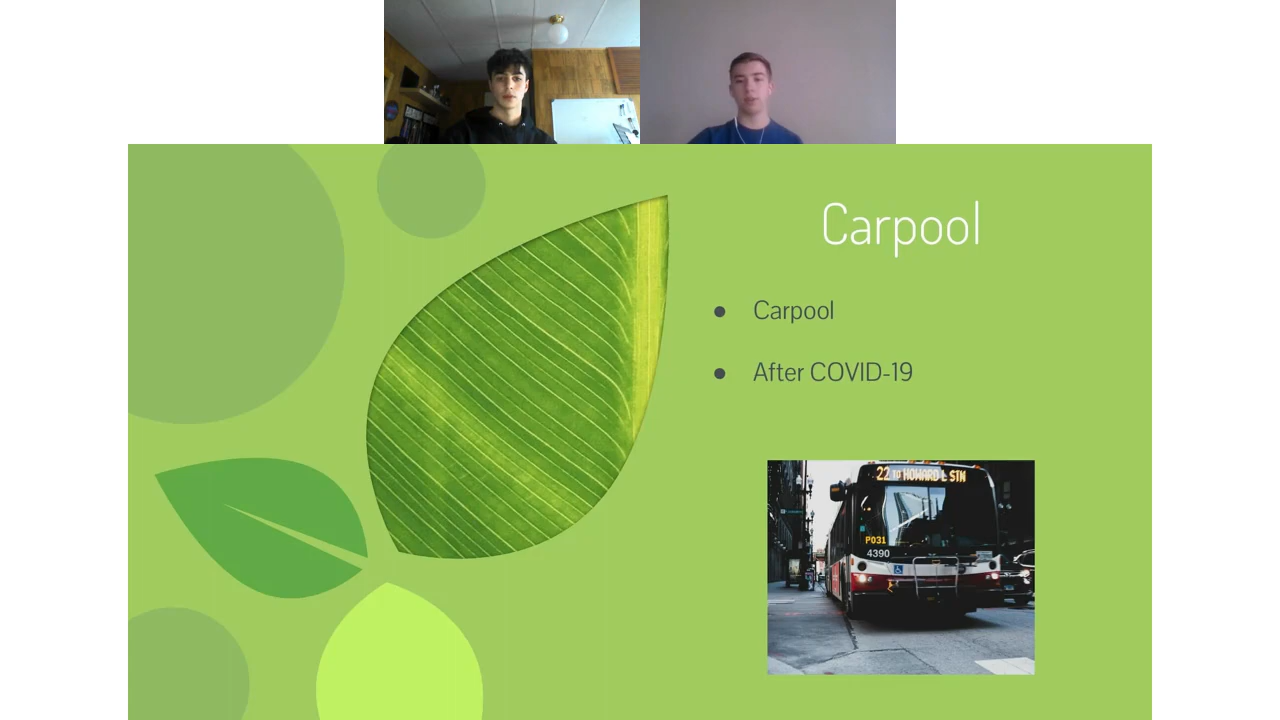 Carpool
Carpool
After COVID-19
22 TO HOWARD L STN
P031
4390